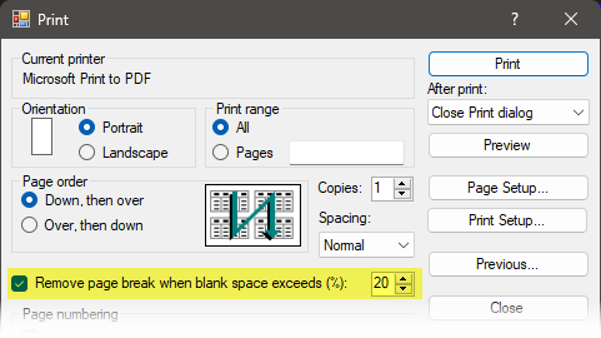 Print
Current printer
Microsoft Print to PDF
Print
After print:
Close Print dialog
Orientation
Portrait
Landscape
Print range
All
Pages
Preview
Page order
Down, then over
Over, then down
Copies: 1
Spacing:
Normal
Page Setup...
Print Setup...
Previous...
Close
Remove page break when blank space exceeds (%): 20
Page numbering